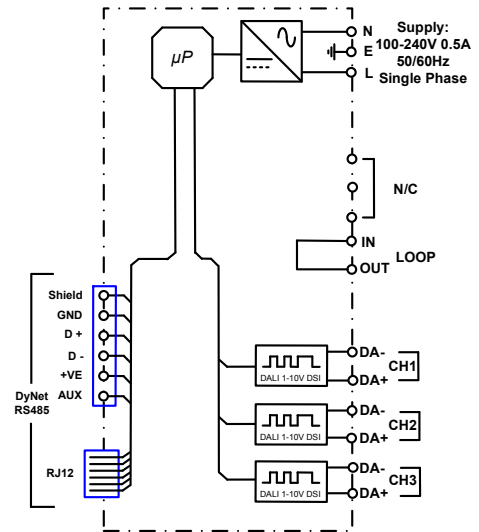 N
Supply:
E
100-240V 0.5A
50/60Hz
L
Single Phase
µP
N/C
IN
LOOP
OUT
Shield
GND
D +
D -
+VE
AUX
DyNet
RS485
RJ12
DALI 1-10V DSI
DA-
CH1
DA+
DALI 1-10V DSI
DA-
CH2
DA+
DALI 1-10V DSI
DA-
CH3
DA+